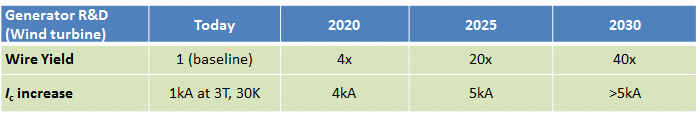 Generator R&D Today 2020 2025 2030
(Wind turbine)
Wire Yield 1 (baseline) 4x 20x 40x
Ic increase 1kA at 3T, 30K 4kA 5kA >5kA